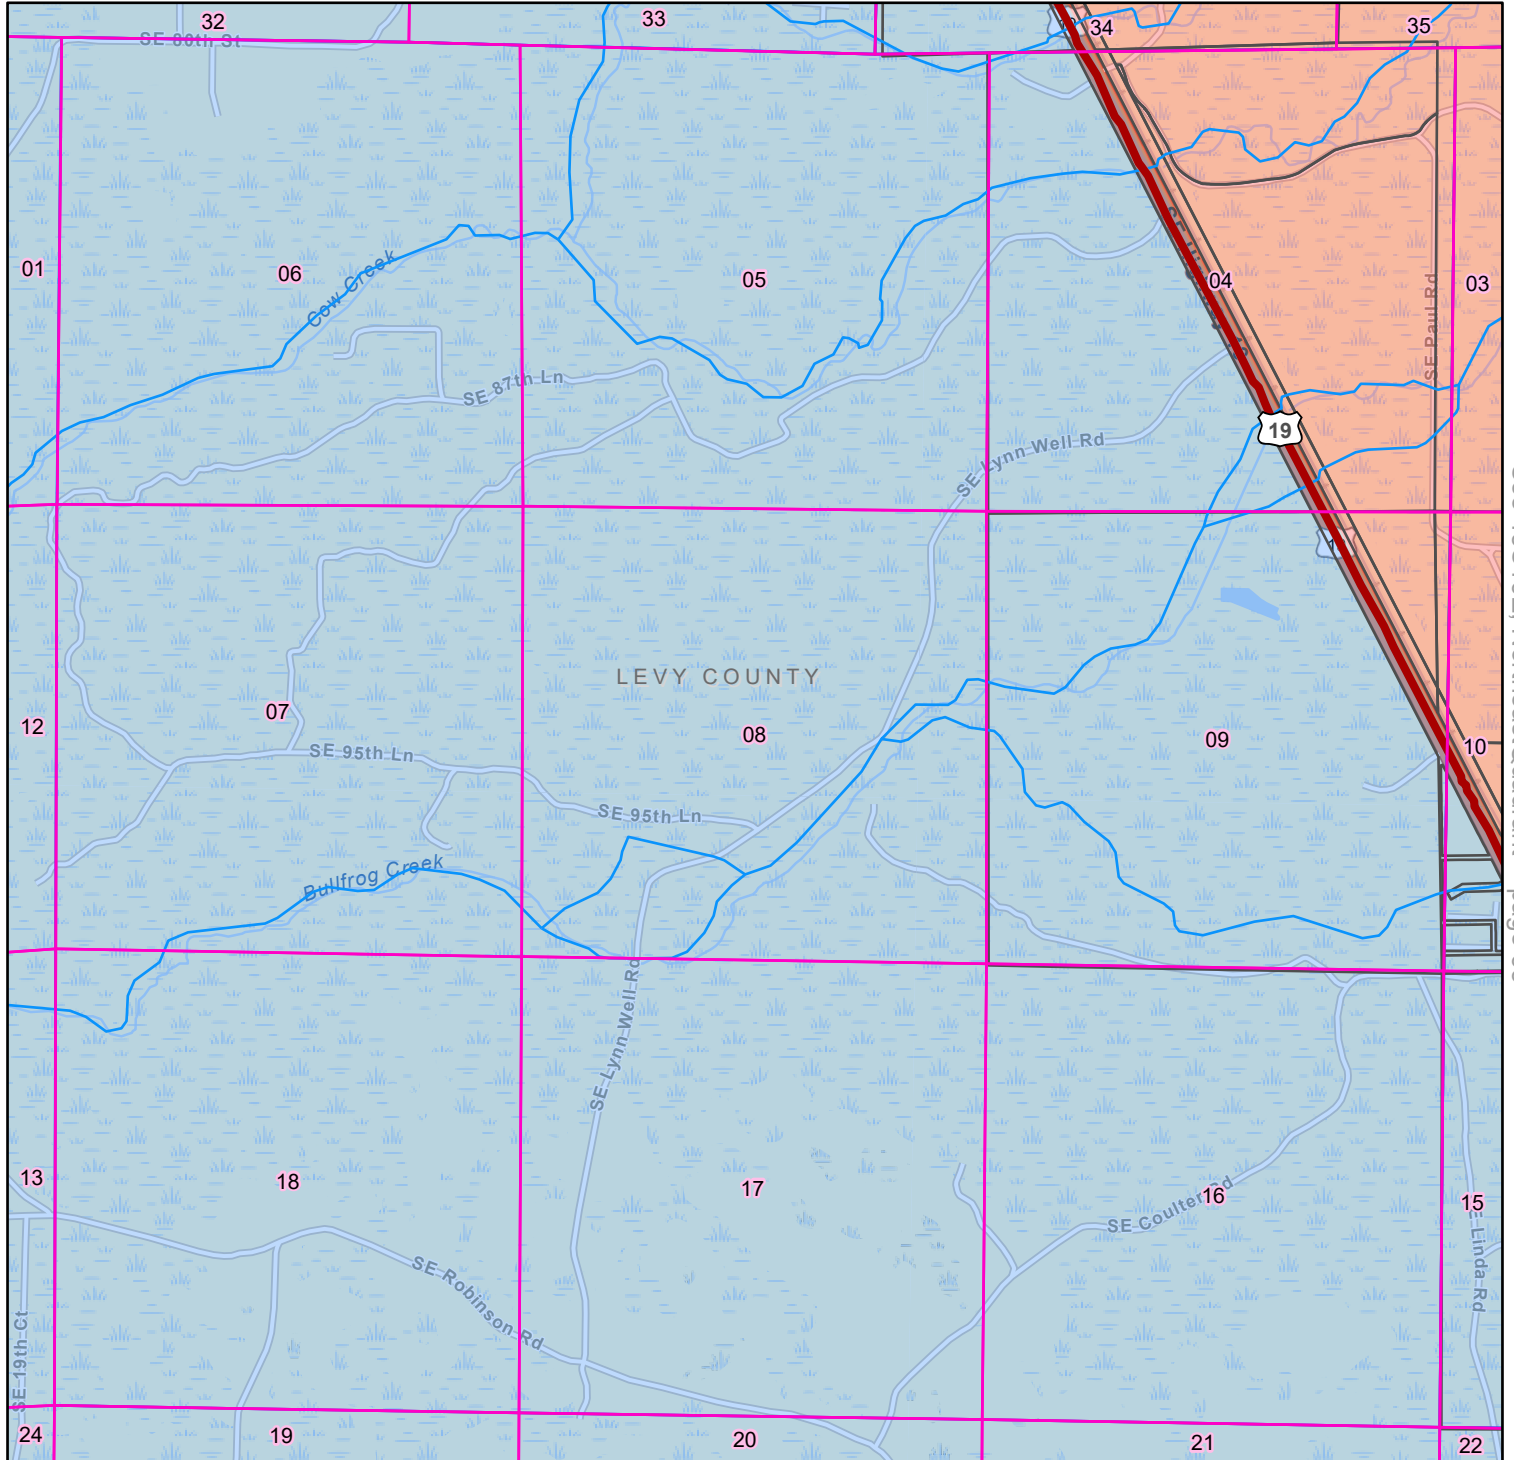 32
33
34
35
SE 80th St
01
06
Cow Creek
05
04
03
SE Paul Rd
SE 87th Ln
19
SE Lynn Well Rd
LEVY COUNTY
12
07
08
09
10
SE 95th Ln
SE 95th Ln
Bullfrog Creek
SE Lynn Well Rd
13
18
17
16
15
SE Coulter Rd
SE Linda Rd
SE Robinson Rd
SE 19th Ct
24
19
20
21
22